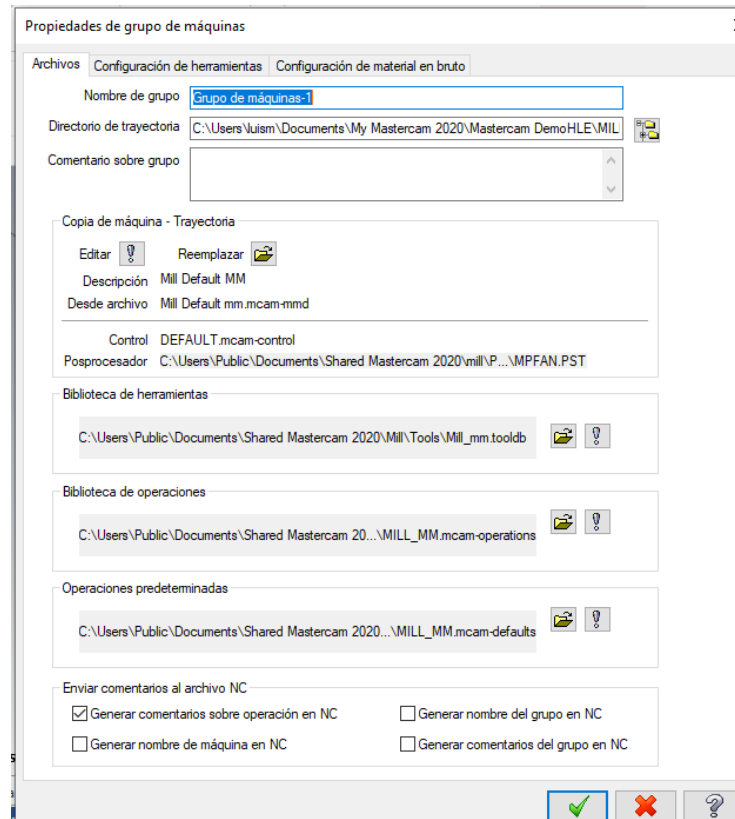 Propiedades de grupo de máquinas
Archivos Configuración de herramientas Configuración de material en bruto
Nombre de grupo Grupo de máquinas-1
Directorio de trayectoria C:\Users\luism\Documents\My Mastercam 2020\Mastercam DemoHLE\MIL
Comentario sobre grupo
Copia de máquina - Trayectoria
Editar Reemplazar
Descripción Mill Default MM
Desde archivo Mill Default mm.mcam-mmd
Control DEFAULT.mcam-control
Posprocesador C:\Users\Public\Documents\Shared Mastercam 2020\mill\P...\MPFAN.PST
Biblioteca de herramientas
C:\Users\Public\Documents\Shared Mastercam 2020\Mill\Tools\Mill_mm.tooldb
Biblioteca de operaciones
C:\Users\Public\Documents\Shared Mastercam 20...\MILL_MM.mcam-operations
Operaciones predeterminadas
C:\Users\Public\Documents\Shared Mastercam 2020...\MILL_MM.mcam-defaults
Enviar comentarios al archivo NC
Generar comentarios sobre operación en NC Generar nombre del grupo en NC
Generar nombre de máquina en NC Generar comentarios del grupo en NC